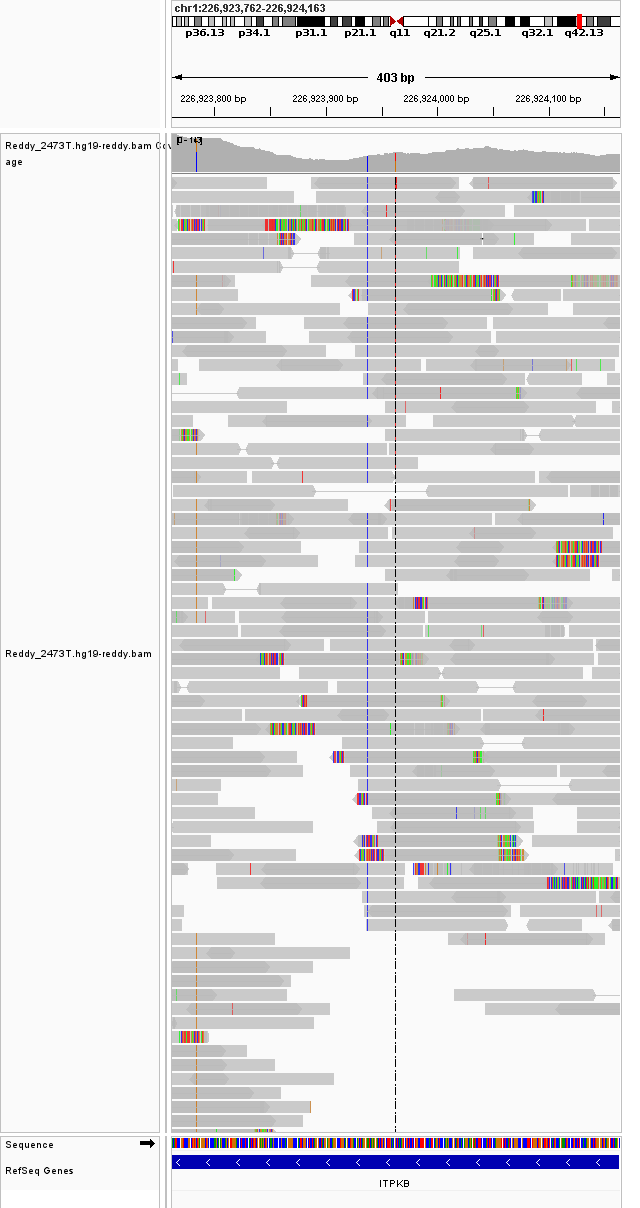 chr1:226,923,762-226,924,163
p36.13 p34.1 p31.1 p21.1 q11 q21.2 q25.1 q32.1 q42.13
403 bp
226,923,800 bp 226,923,900 bp 226,924,000 bp 226,924,100 bp
Reddy_2473T.hg19-reddy.bam Cov
age
Reddy_2473T.hg19-reddy.bam
Sequence
RefSeq Genes
ITPKB